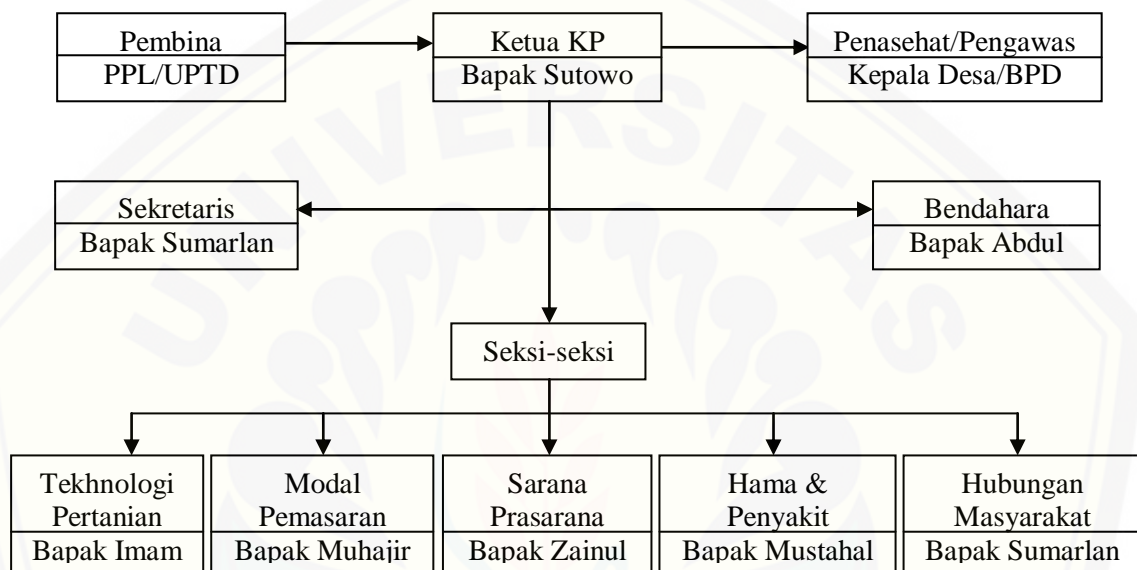 Pembina
PPL/UPTD
Ketua KP
Bapak Sutowo
Penasehat/Pengawas
Kepala Desa/BPD
UNIVERSITAS
Sekretaris
Bapak Sumarlan
Bendahara
Bapak Abdul
Seksi-seksi
Tekhnologi
Pertanian
Bapak Imam
Modal
Pemasaran
Bapak Muhajir
Sarana
Prasarana
Bapak Zainul
Hama &
Penyakit
Bapak Mustahal
Hubungan
Masyarakat
Bapak Sumarlan